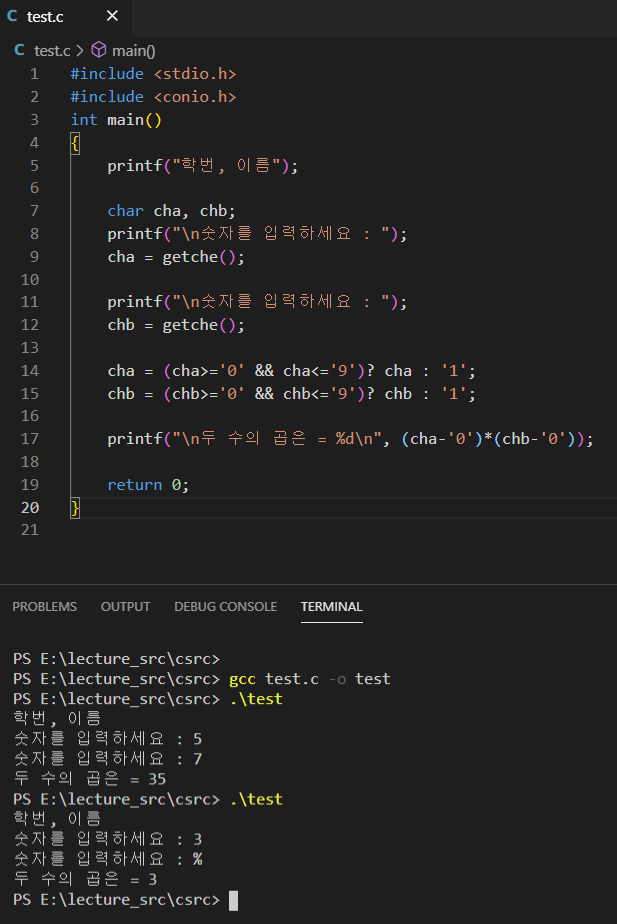 C test.c ×
C test.c > main()
1 #include <stdio.h>
2 #include <conio.h>
3 int main()
4 {
5     printf("학번, 이름");
6
7     char cha, chb;
8     printf("\n숫자를 입력하세요 : ");
9     cha = getche();
10
11     printf("\n숫자를 입력하세요 : ");
12     chb = getche();
13
14     cha = (cha>='0' && cha<='9')? cha : '1';
15     chb = (chb>='0' && chb<='9')? chb : '1';
16
17     printf("\n두 수의 곱은 = %d\n", (cha-'0')*(chb-'0'));
18
19     return 0;
20 }
21
PROBLEMS OUTPUT DEBUG CONSOLE TERMINAL
PS E:\lecture_src\csrc>
PS E:\lecture_src\csrc> gcc test.c -o test
PS E:\lecture_src\csrc> .\test
학번, 이름
숫자를 입력하세요 : 5
숫자를 입력하세요 : 7
두 수의 곱은 = 35
PS E:\lecture_src\csrc> .\test
학번, 이름
숫자를 입력하세요 : 3
숫자를 입력하세요 : %
두 수의 곱은 = 3
PS E:\lecture_src\csrc>